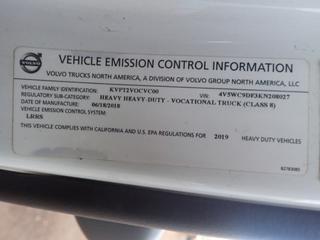 VOLVO
VEHICLE EMISSION CONTROL INFORMATION
VOLVO TRUCKS NORTH AMERICA, A DIVISION OF VOLVO GROUP NORTH AMERICA, LLC
VEHICLE FAMILY IDENTIFICATION: KVPT2VOCVC00 VIN: 4V5WC9DF3KN208027
REGULATORY SUB-CATEGORY: HEAVY HEAVY-DUTY - VOCATIONAL TRUCK (CLASS 8)
DATE OF MANUFACTURE: 06/18/2018
VEHICLE EMISSION CONTROL SYSTEM:
LRRS
THIS VEHICLE COMPLIES WITH CALIFORNIA AND U.S. EPA REGULATIONS FOR 2019 HEAVY DUTY VEHICLES